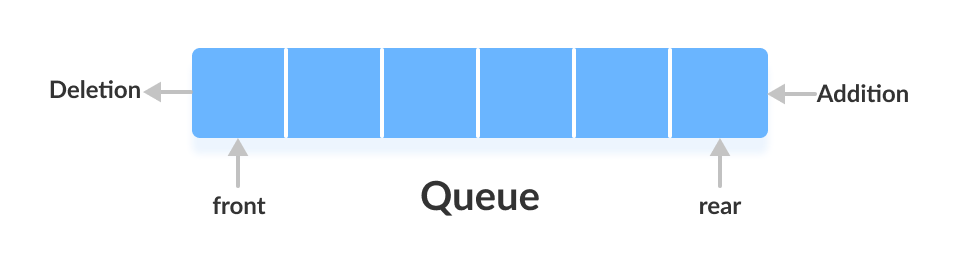 Deletion
Addition
front
Queue
rear